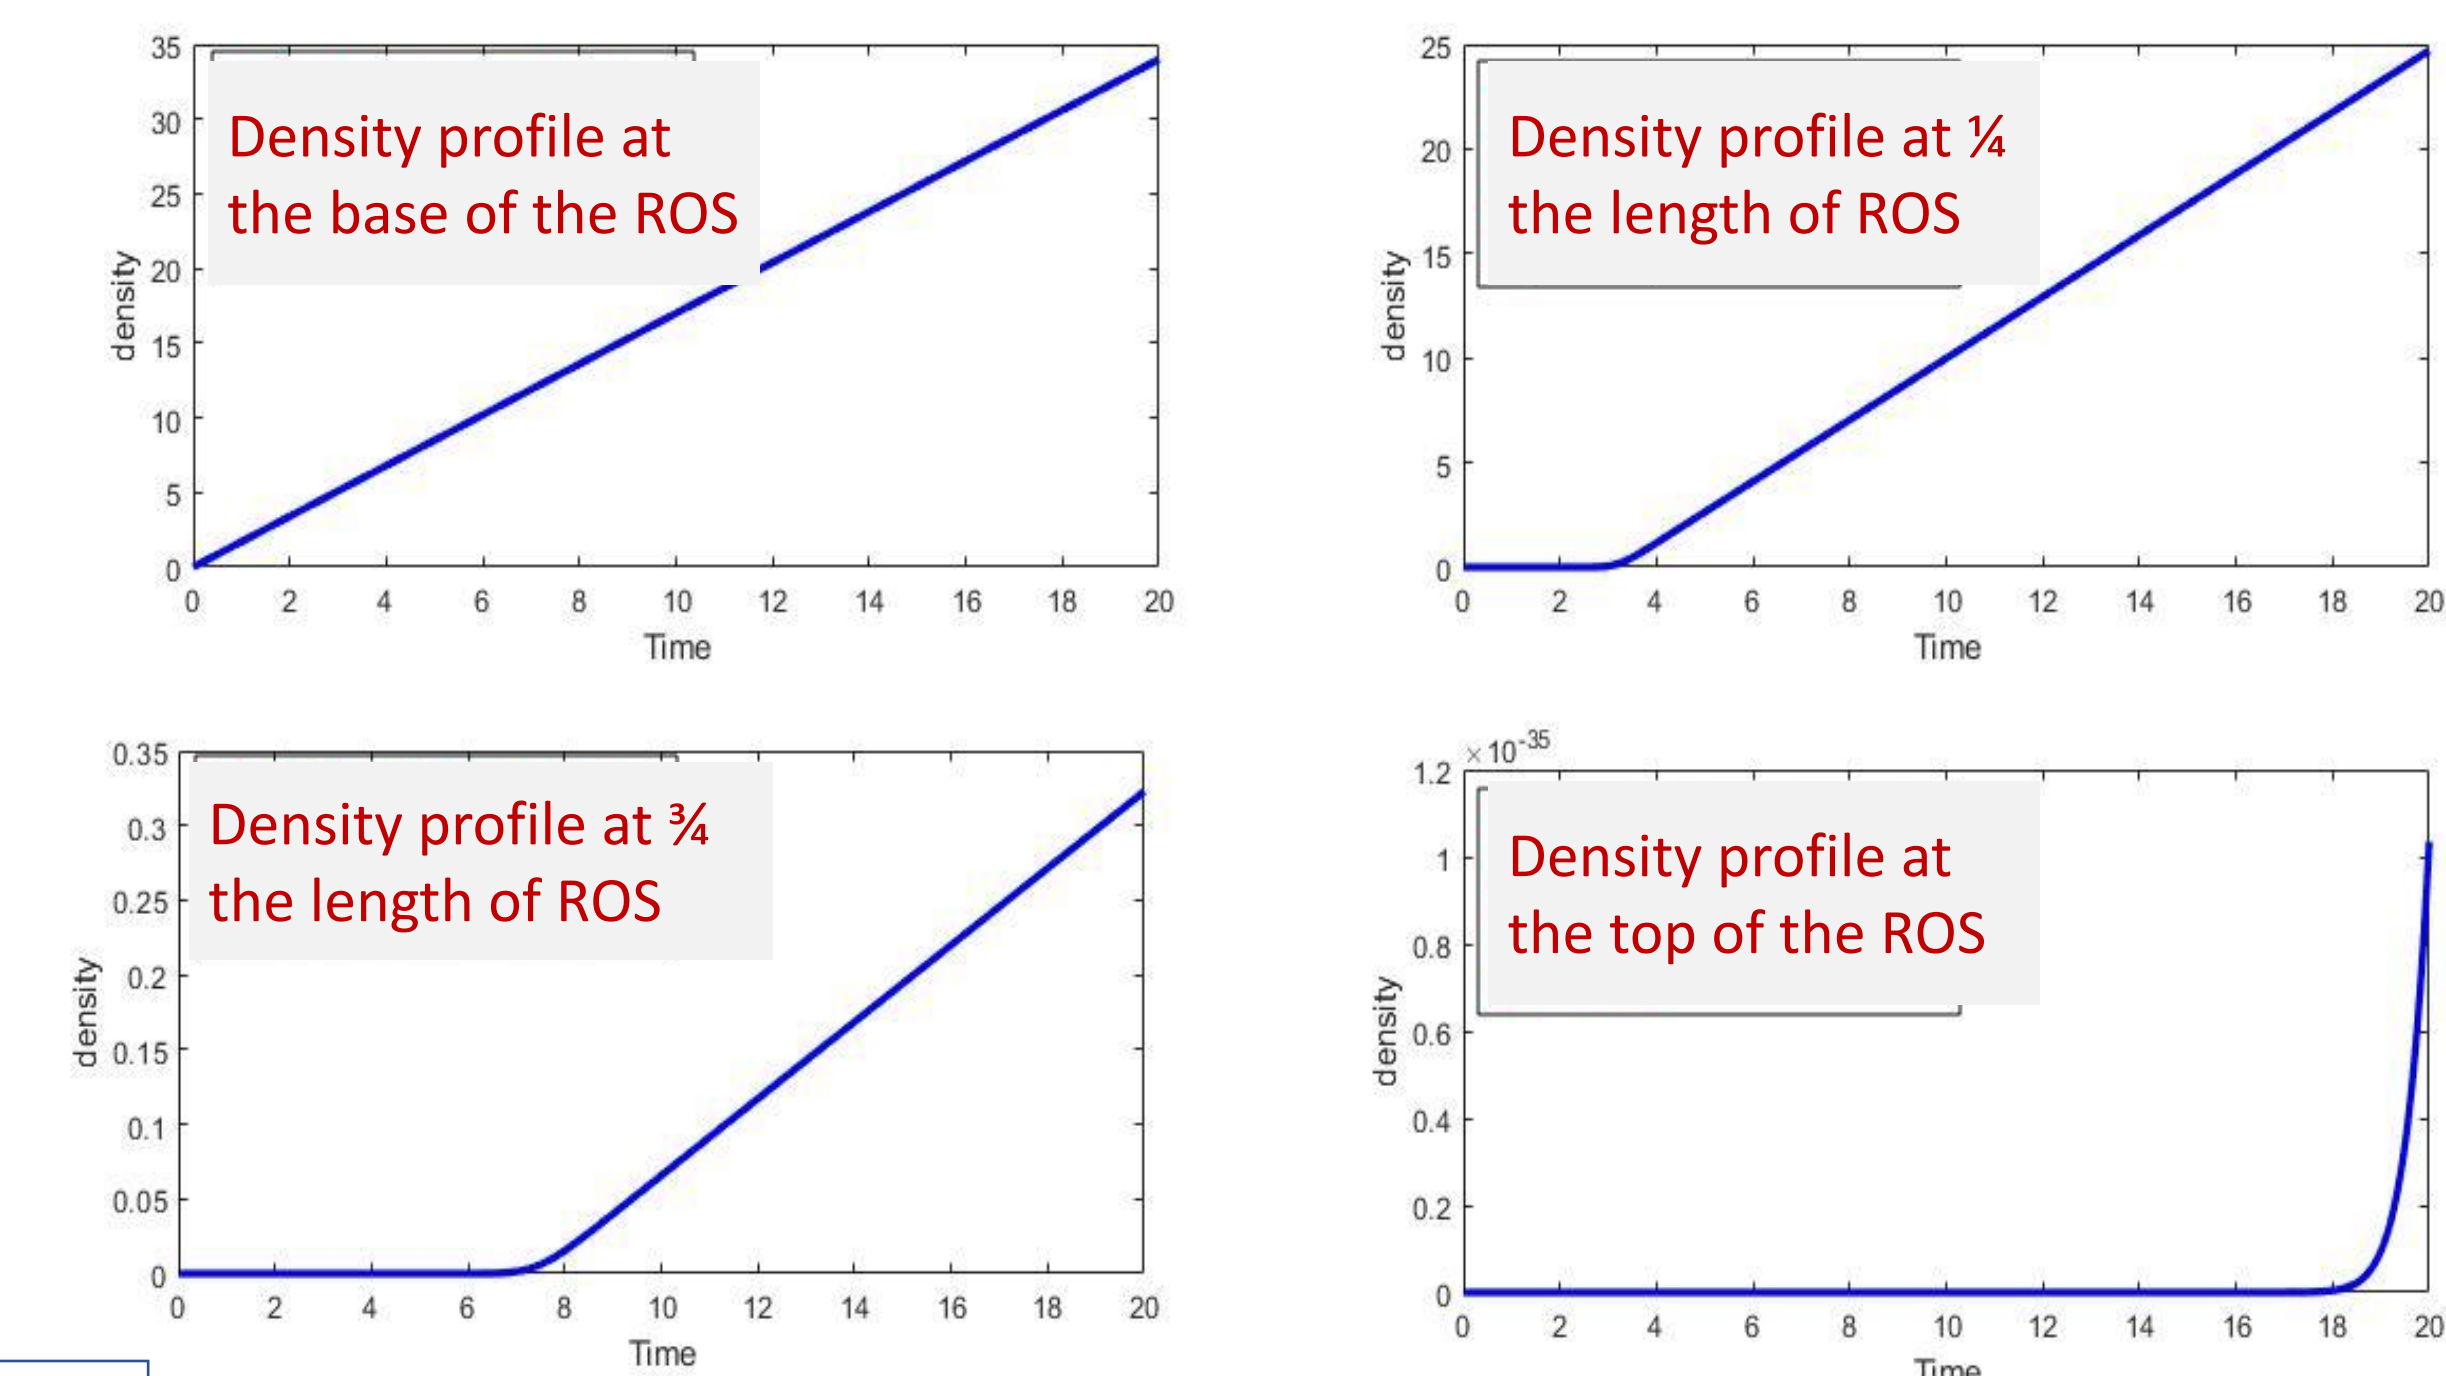 Density profile at
the base of the ROS
35
30
25
20
15
10
5
0
density
0 2 4 6 8 10 12 14 16 18 20
Time
Density profile at ¼
the length of ROS
25
20
15
10
5
0
density
0 2 4 6 8 10 12 14 16 18 20
Time
Density profile at ¾
the length of ROS
0.35
0.3
0.25
0.2
0.15
0.1
0.05
0
density
0 2 4 6 8 10 12 14 16 18 20
Time
×10⁻³⁵
Density profile at
the top of the ROS
1.2
1
0.8
0.6
0.4
0.2
0
density
0 2 4 6 8 10 12 14 16 18 20
Time